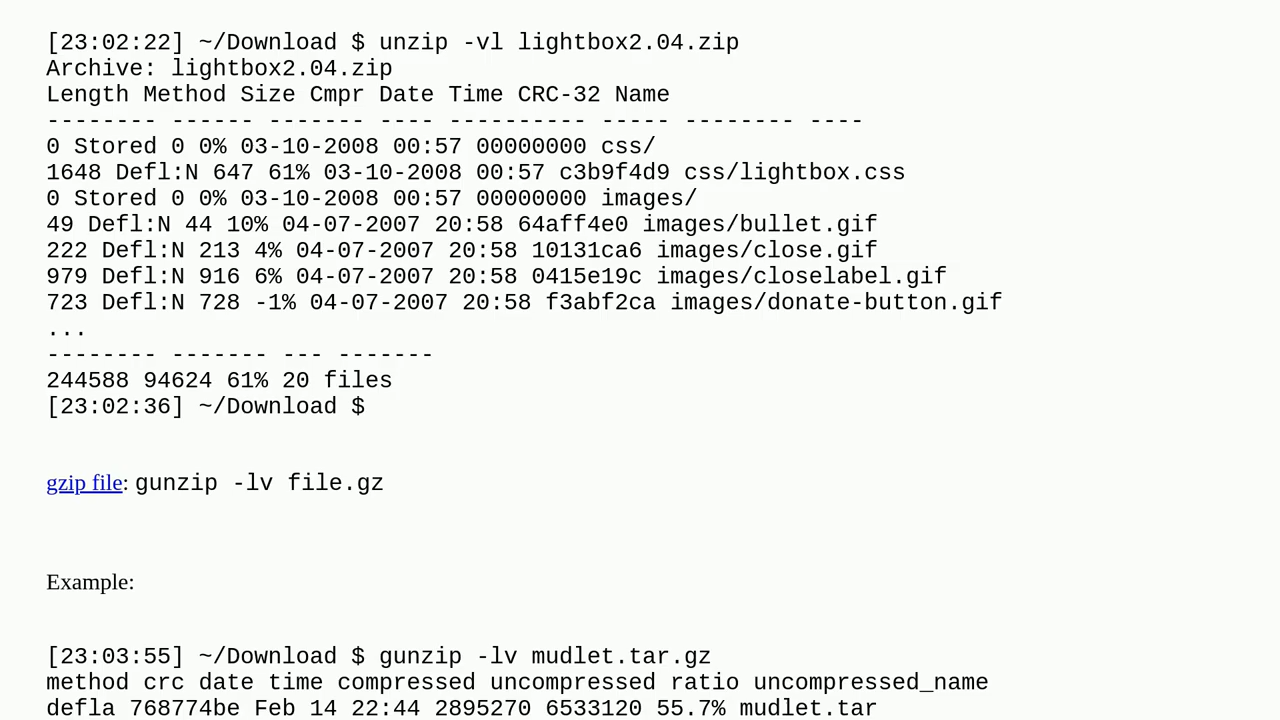 [23:02:22] ~/Download $ unzip -vl lightbox2.04.zip
Archive: lightbox2.04.zip
Length Method Size Cmpr Date Time CRC-32 Name
-------- ------ ------- ---- ---------- ----- -------- ----
0 Stored 0 0% 03-10-2008 00:57 00000000 css/
1648 Defl:N 647 61% 03-10-2008 00:57 c3b9f4d9 css/lightbox.css
0 Stored 0 0% 03-10-2008 00:57 00000000 images/
49 Defl:N 44 10% 04-07-2007 20:58 64aff4e0 images/bullet.gif
222 Defl:N 213 4% 04-07-2007 20:58 10131ca6 images/close.gif
979 Defl:N 916 6% 04-07-2007 20:58 0415e19c images/closelabel.gif
723 Defl:N 728 -1% 04-07-2007 20:58 f3abf2ca images/donate-button.gif
...
-------- ------- --- -------
244588 94624 61% 20 files
[23:02:36] ~/Download $
gzip file: gunzip -lv file.gz
Example:
[23:03:55] ~/Download $ gunzip -lv mudlet.tar.gz
method crc date time compressed uncompressed ratio uncompressed_name
defla 768774be Feb 14 22:44 2895270 6533120 55.7% mudlet.tar